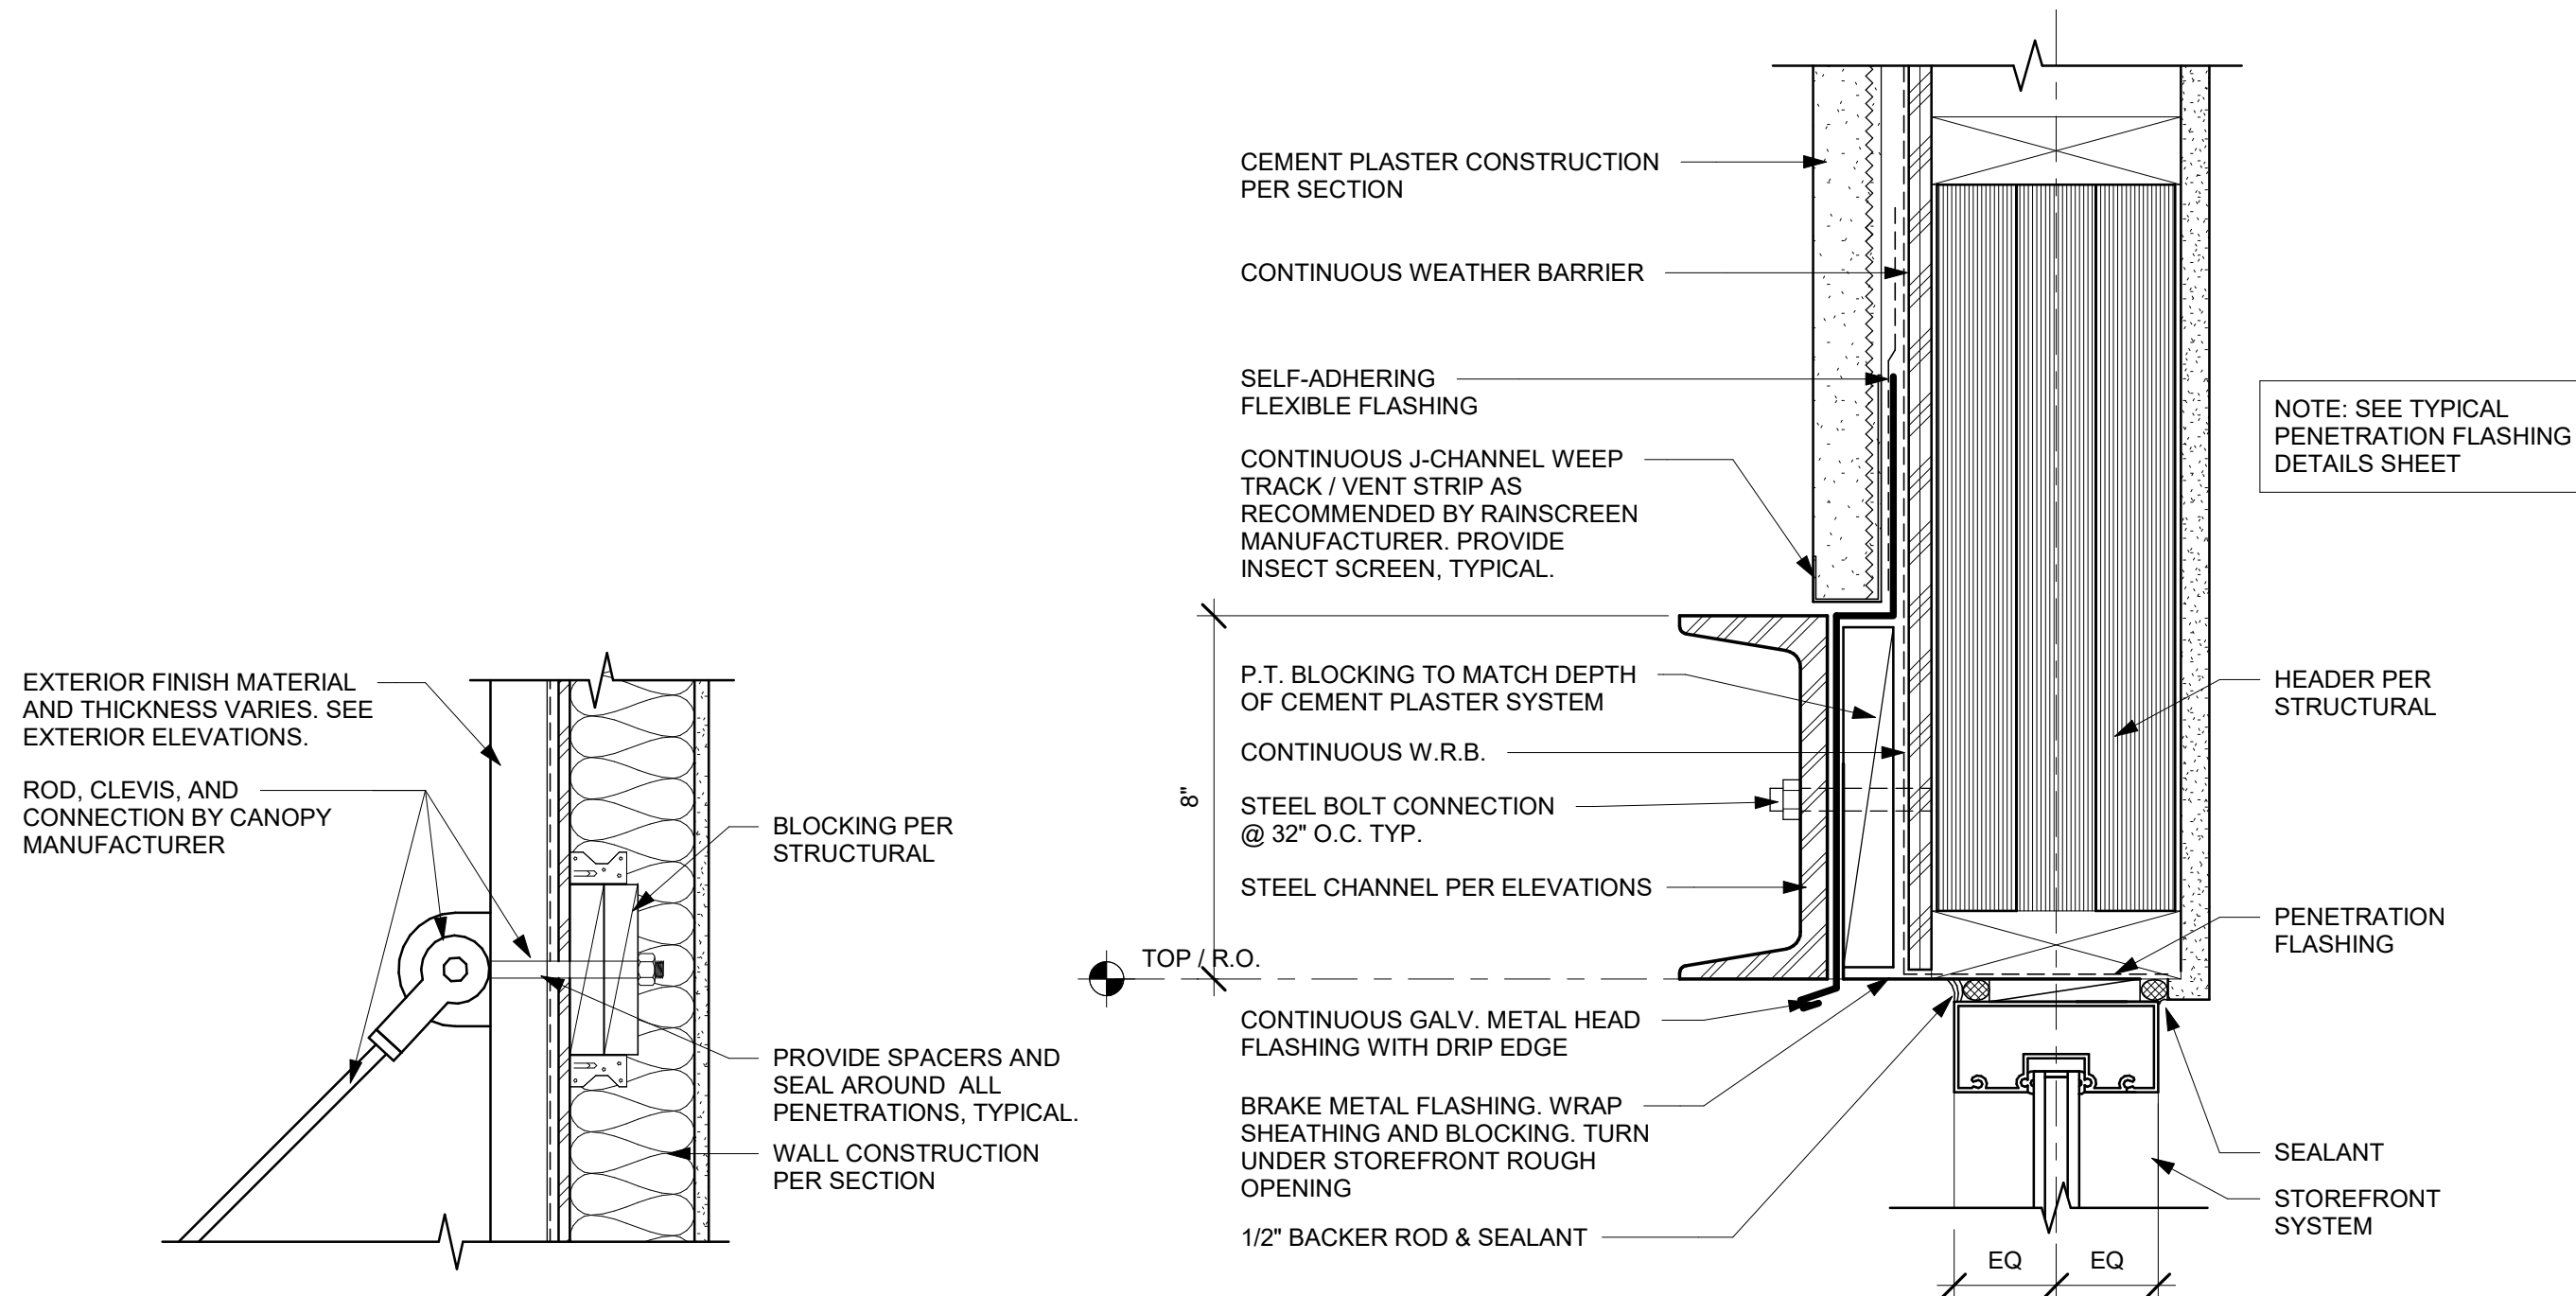 EXTERIOR FINISH MATERIAL
AND THICKNESS VARIES. SEE
EXTERIOR ELEVATIONS.
ROD, CLEVIS, AND
CONNECTION BY CANOPY
MANUFACTURER
BLOCKING PER
STRUCTURAL
PROVIDE SPACERS AND
SEAL AROUND ALL
PENETRATIONS, TYPICAL.
WALL CONSTRUCTION
PER SECTION
CEMENT PLASTER CONSTRUCTION
PER SECTION
CONTINUOUS WEATHER BARRIER
SELF-ADHERING
FLEXIBLE FLASHING
CONTINUOUS J-CHANNEL WEEP
TRACK / VENT STRIP AS
RECOMMENDED BY RAINSCREEN
MANUFACTURER. PROVIDE
INSECT SCREEN, TYPICAL.
8"
P.T. BLOCKING TO MATCH DEPTH
OF CEMENT PLASTER SYSTEM
CONTINUOUS W.R.B.
STEEL BOLT CONNECTION
@ 32" O.C. TYP.
STEEL CHANNEL PER ELEVATIONS
TOP / R.O.
CONTINUOUS GALV. METAL HEAD
FLASHING WITH DRIP EDGE
BRAKE METAL FLASHING. WRAP
SHEATHING AND BLOCKING. TURN
UNDER STOREFRONT ROUGH
OPENING
1/2" BACKER ROD & SEALANT
NOTE: SEE TYPICAL
PENETRATION FLASHING
DETAILS SHEET
HEADER PER
STRUCTURAL
PENETRATION
FLASHING
SEALANT
STOREFRONT
SYSTEM
EQ EQ